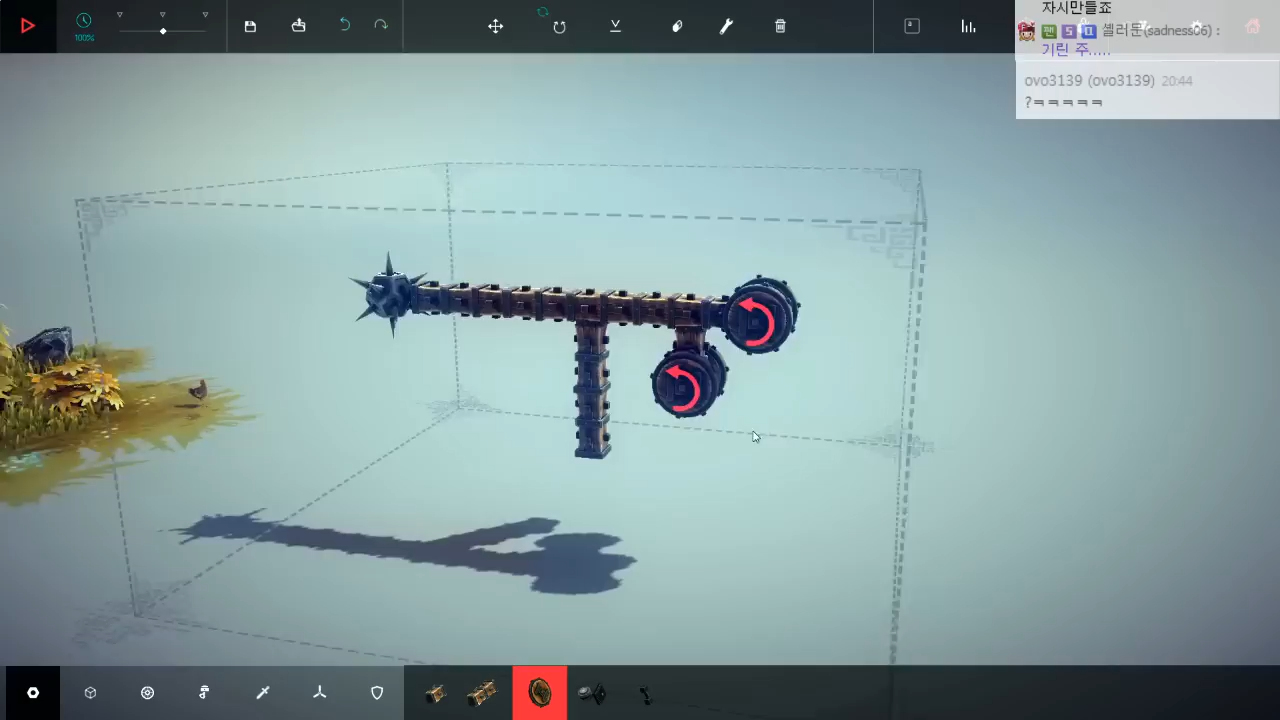 100%
자시만들죠
셀러문(sadness06) :
기린 주.....
ovo3139 (ovo3139) 20:44
?ㅋㅋㅋㅋㅋ